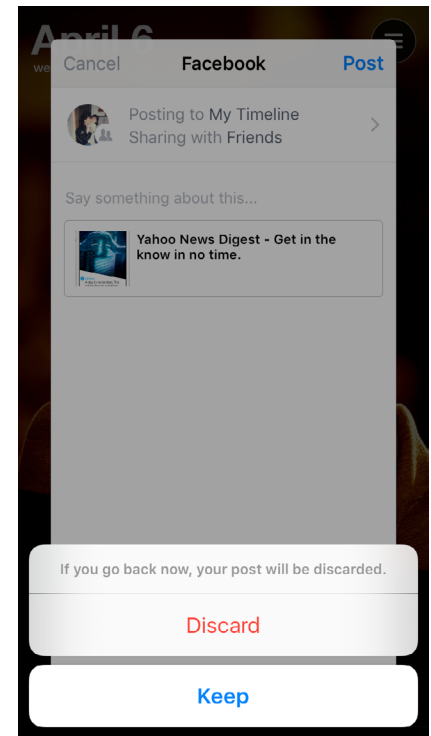 April 6
we
Cancel
Facebook
Post
Posting to My Timeline
Sharing with Friends
Say something about this...
Yahoo News Digest - Get in the
know in no time.
If you go back now, your post will be discarded.
Discard
Keep